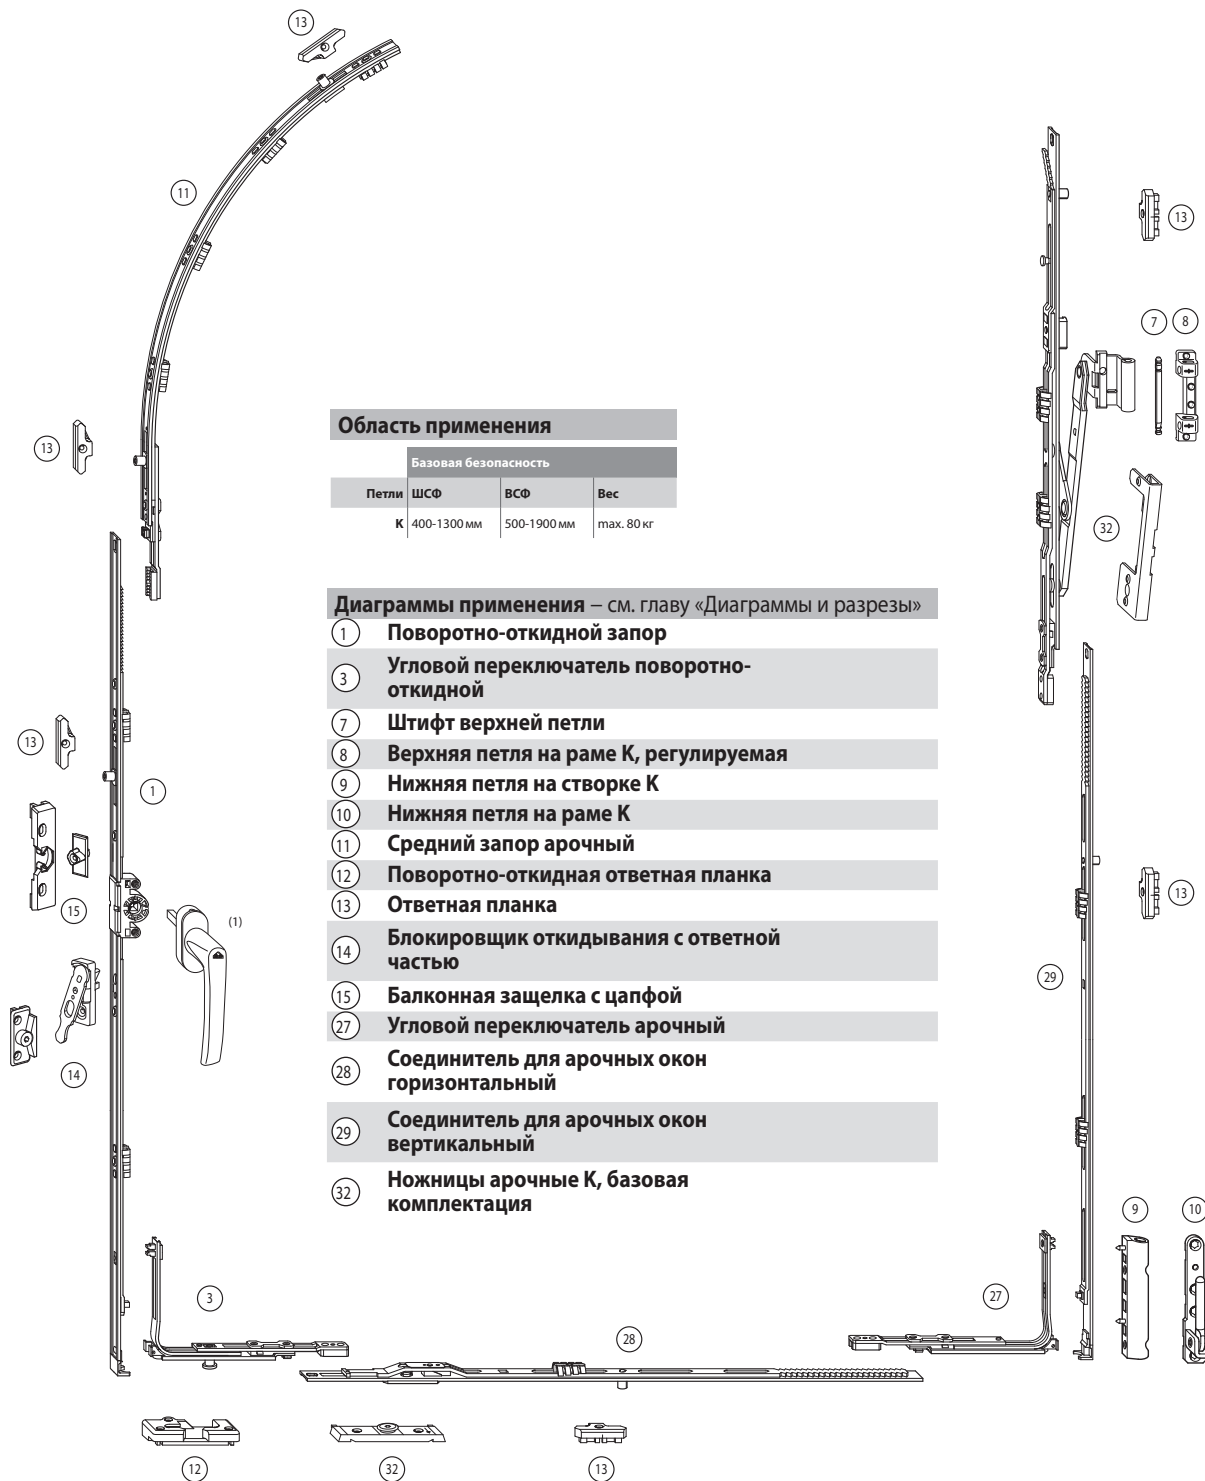 13
11
13
7
8
13
Область применения
Базовая безопасность
Петли ШСФ ВСФ Вес
К 400-1300 мм 500-1900 мм max. 80 кг
32
Диаграммы применения – см. главу «Диаграммы и разрезы»
1 Поворотно-откидной запор
3 Угловой переключатель поворотно-
откидной
7 Штифт верхней петли
8 Верхняя петля на раме К, регулируемая
9 Нижняя петля на створке К
10 Нижняя петля на раме К
11 Средний запор арочный
12 Поворотно-откидная ответная планка
13 Ответная планка
14 Блокировщик откидывания с ответной
частью
15 Балконная защелка с цапфой
27 Угловой переключатель арочный
28 Соединитель для арочных окон
горизонтальный
29 Соединитель для арочных окон
вертикальный
32 Ножницы арочные К, базовая
комплектация
13
1
15
(1)
14
13
29
9
10
3
28
27
12
32
13